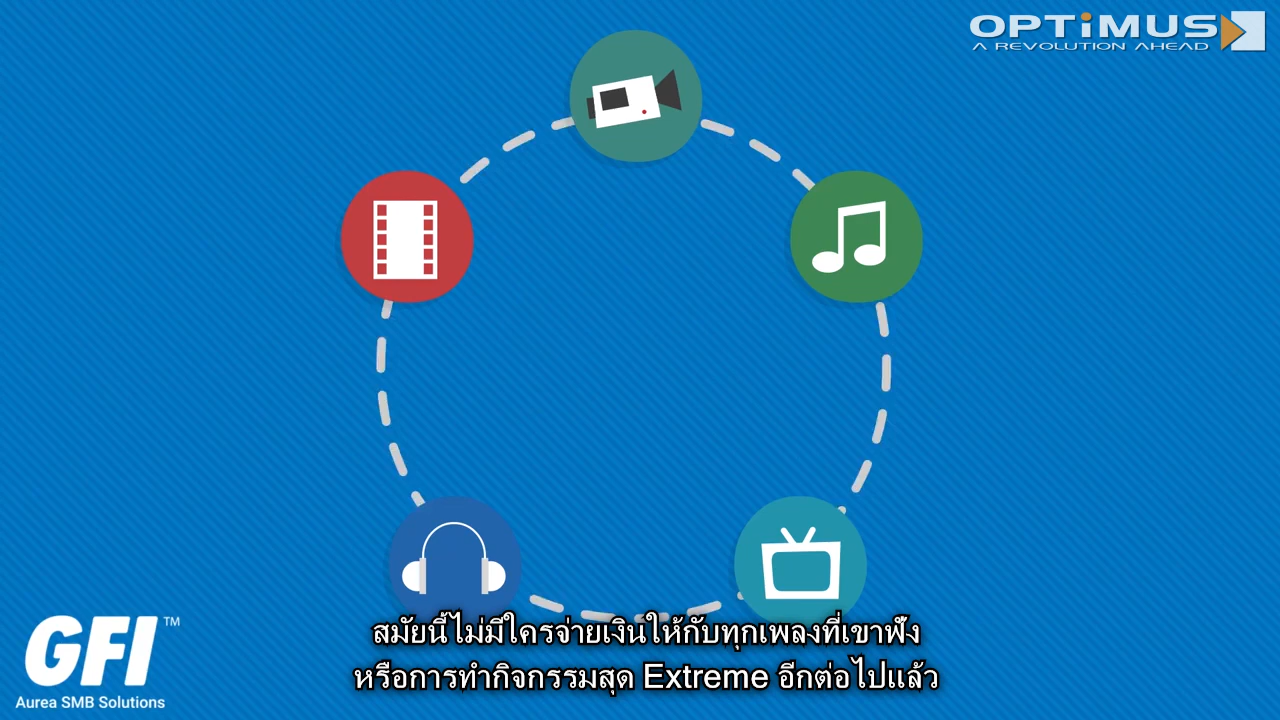 OPTiMUS
A REVOLUTION AHEAD
GFI™
Aurea SMB Solutions
สมัยนี้ไม่มีใครจ่ายเงินให้กับทุกเพลงที่เขาฟัง
หรือการทำกิจกรรมสุด Extreme อีกต่อไปแล้ว